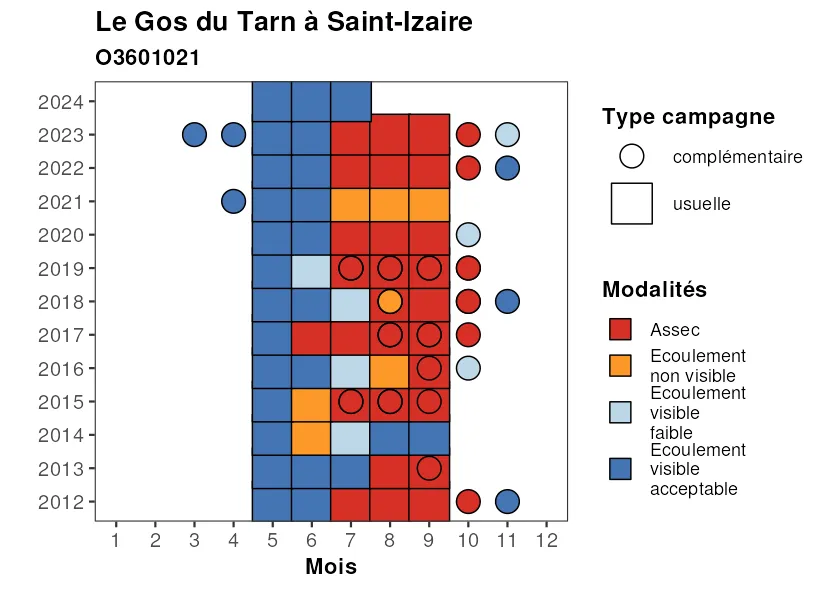 Le Gos du Tarn à Saint-Izaire
O3601021
2024
2023
2022
2021
2020
2019
2018
2017
2016
2015
2014
2013
2012
1 2 3 4 5 6 7 8 9 10 11 12
Mois
Type campagne
complémentaire
usuelle
Modalités
Assec
Ecoulement
non visible
Ecoulement
visible
faible
Ecoulement
visible
acceptable